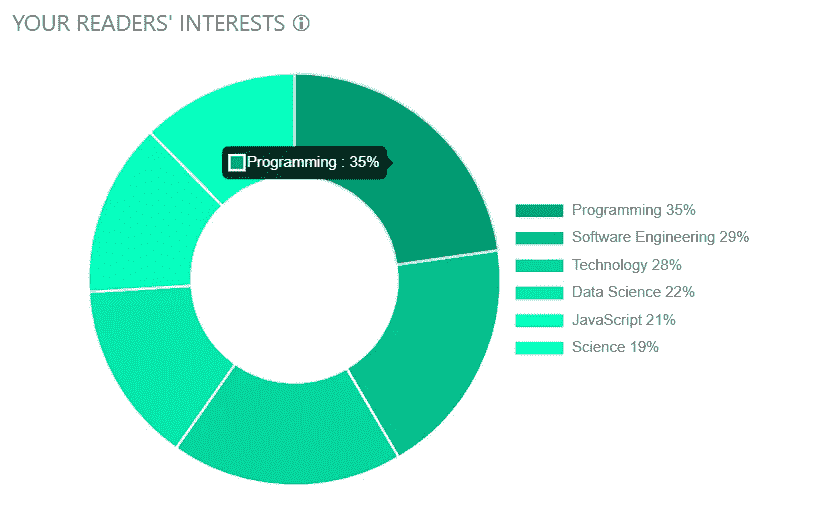 YOUR READERS' INTERESTS ⓘ
Programming : 35%
Programming 35%
Software Engineering 29%
Technology 28%
Data Science 22%
JavaScript 21%
Science 19%